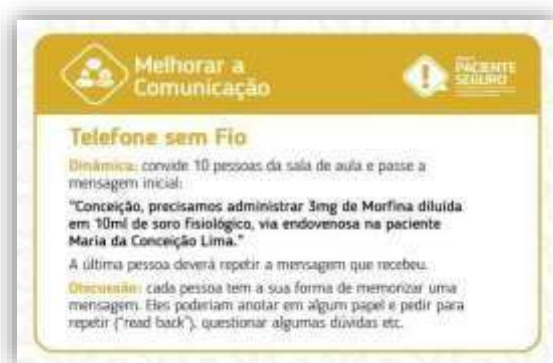 Melhorar a
Comunicação
PACIENTE
SEGURO
Telefone sem Fio
Dinâmica: convide 10 pessoas da sala de aula e passe a
mensagem inicial:
"Conceição, precisamos administrar 3mg de Morfina diluída
em 10ml de soro fisiológico, via endovenosa na paciente
Maria da Conceição Lima."
A última pessoa deverá repetir a mensagem que recebeu.
Discussão: cada pessoa tem a sua forma de memorizar uma
mensagem. Eles poderiam anotar em algum papel e pedir para
repetir ("read back"), questionar algumas dúvidas etc.